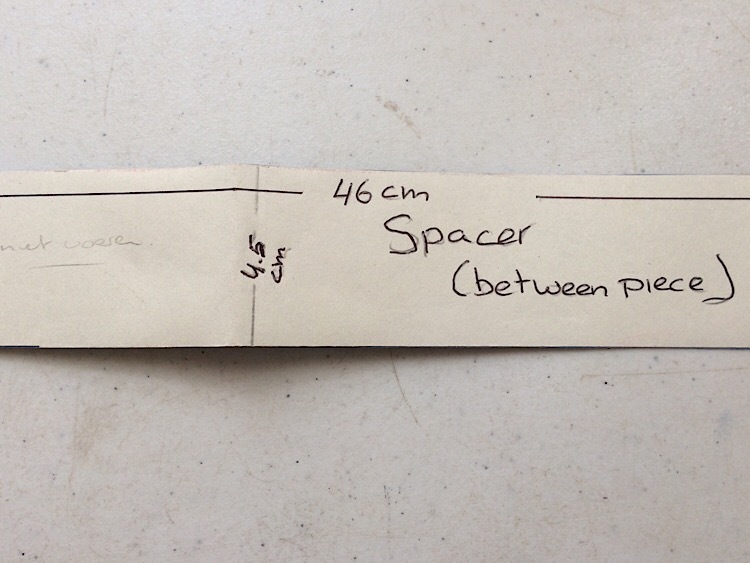 46 cm
Spacer
(between piece)
4.5
cm